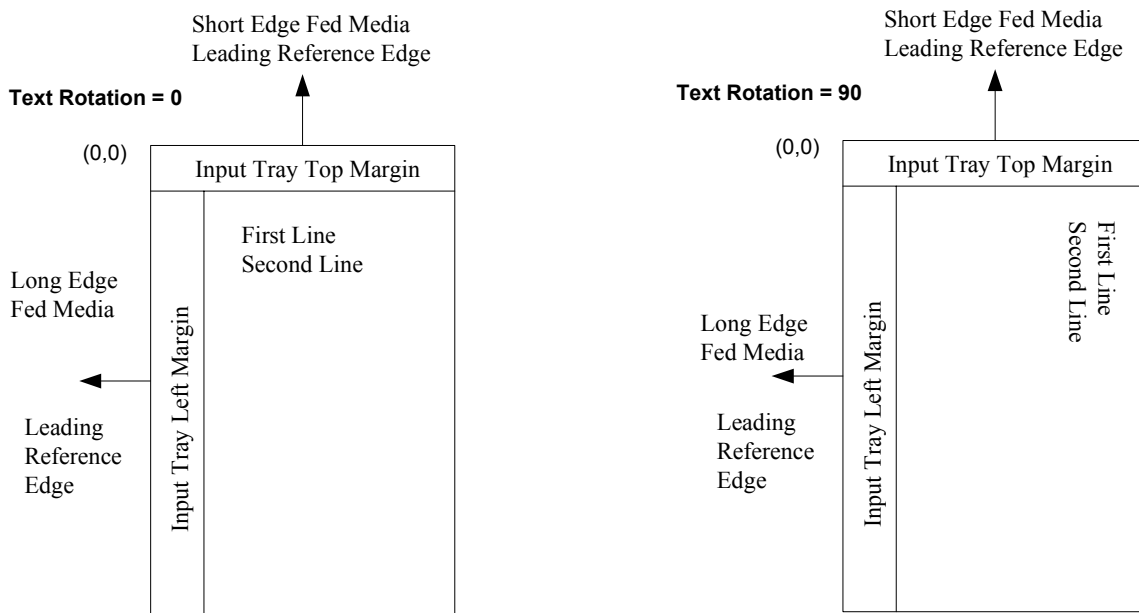 Short Edge Fed Media
Leading Reference Edge
Text Rotation = 0
(0,0)
Input Tray Top Margin
First Line
Second Line
Long Edge
Fed Media
Input Tray Left Margin
Leading
Reference
Edge
Short Edge Fed Media
Leading Reference Edge
Text Rotation = 90
(0,0)
Input Tray Top Margin
First Line
Second Line
Long Edge
Fed Media
Input Tray Left Margin
Leading
Reference
Edge